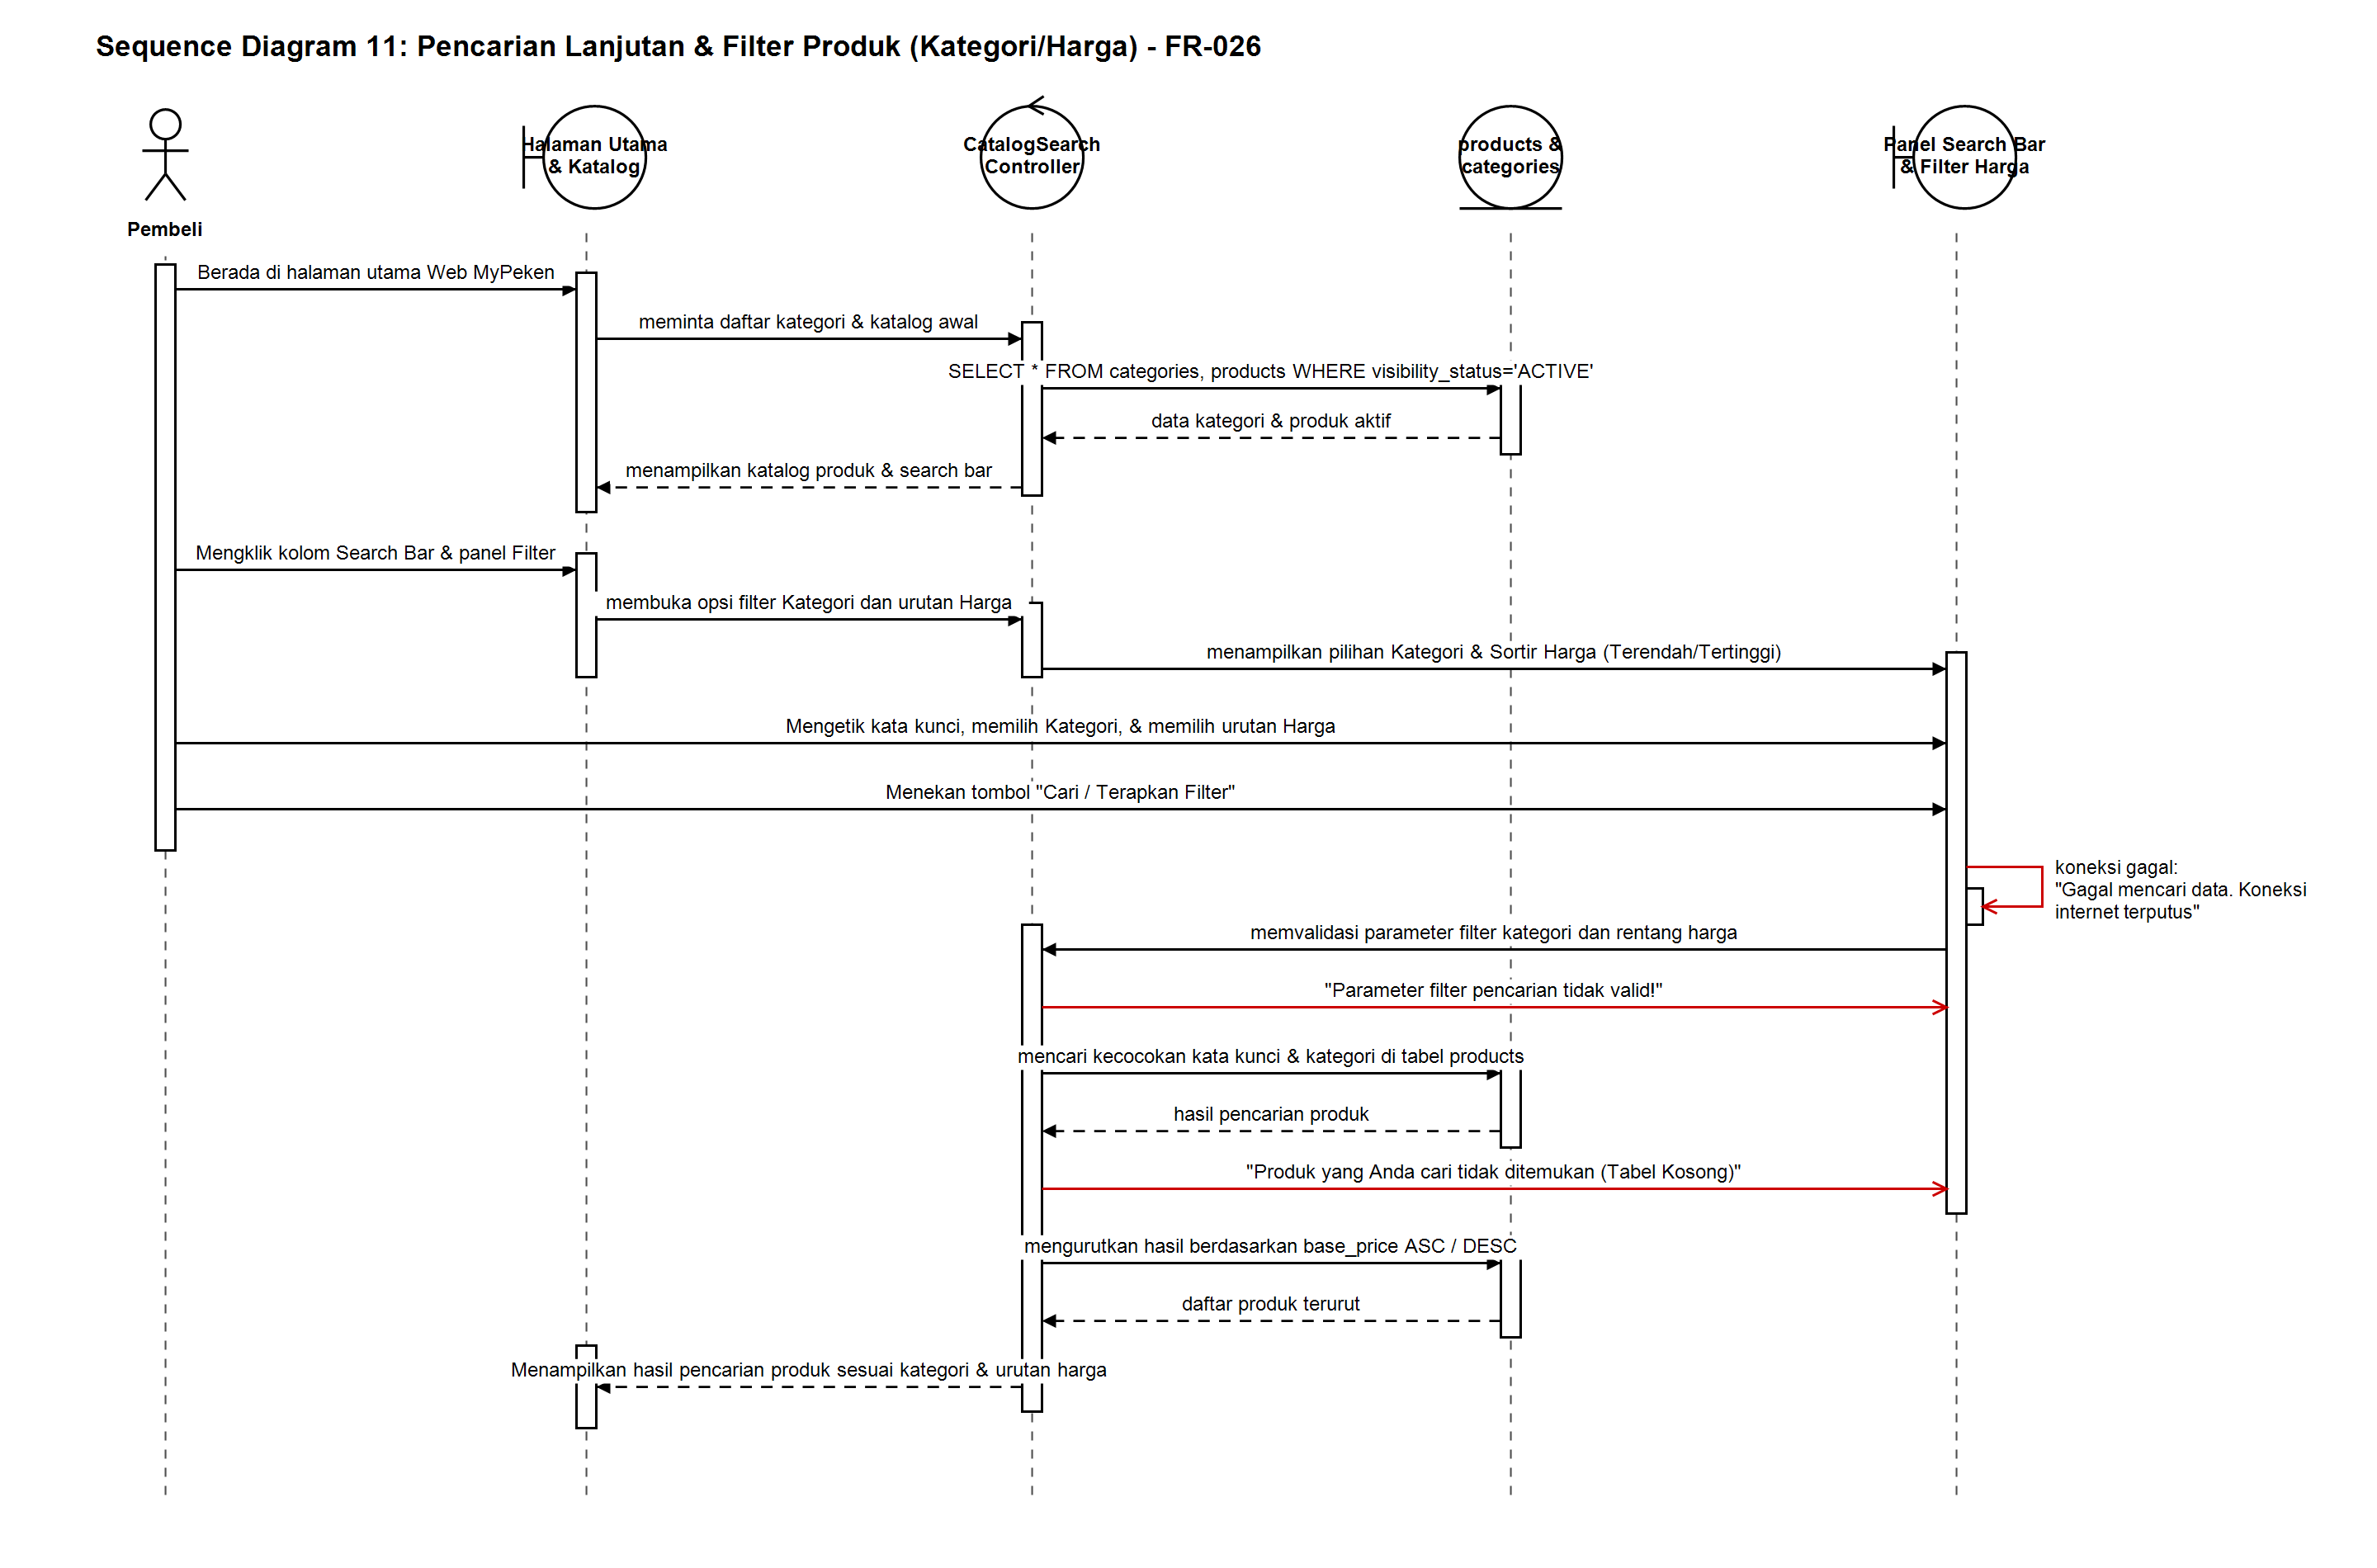 Sequence Diagram 11: Pencarian Lanjutan & Filter Produk (Kategori/Harga) - FR-026
Pembeli
Halaman Utama
& Katalog
CatalogSearch
Controller
products &
categories
Panel Search Bar
& Filter Harga
Berada di halaman utama Web MyPeken
meminta daftar kategori & katalog awal
SELECT * FROM categories, products WHERE visibility_status='ACTIVE'
data kategori & produk aktif
menampilkan katalog produk & search bar
Mengklik kolom Search Bar & panel Filter
membuka opsi filter Kategori dan urutan Harga
menampilkan pilihan Kategori & Sortir Harga (Terendah/Tertinggi)
Mengetik kata kunci, memilih Kategori, & memilih urutan Harga
Menekan tombol "Cari / Terapkan Filter"
koneksi gagal:
"Gagal mencari data. Koneksi
internet terputus"
memvalidasi parameter filter kategori dan rentang harga
"Parameter filter pencarian tidak valid!"
mencari kecocokan kata kunci & kategori di tabel products
hasil pencarian produk
"Produk yang Anda cari tidak ditemukan (Tabel Kosong)"
mengurutkan hasil berdasarkan base_price ASC / DESC
daftar produk terurut
Menampilkan hasil pencarian produk sesuai kategori & urutan harga